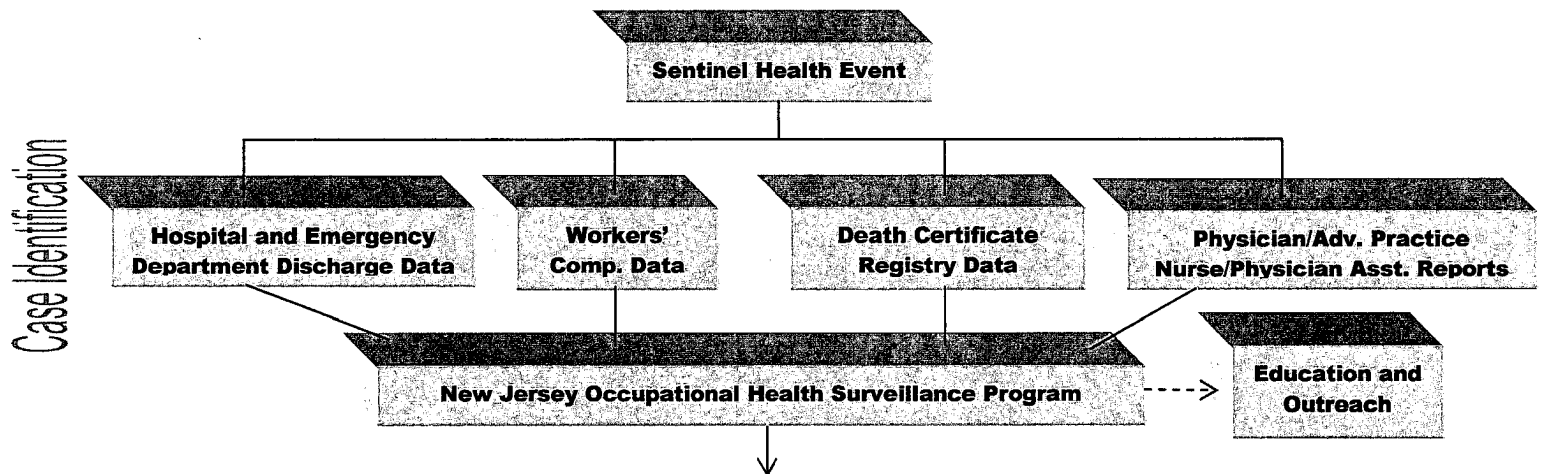 Sentinel Health Event
Case Identification
Hospital and Emergency
Department Discharge Data
Workers'
Comp. Data
Death Certificate
Registry Data
Physician/Adv. Practice
Nurse/Physician Asst. Reports
New Jersey Occupational Health Surveillance Program
Education and
Outreach